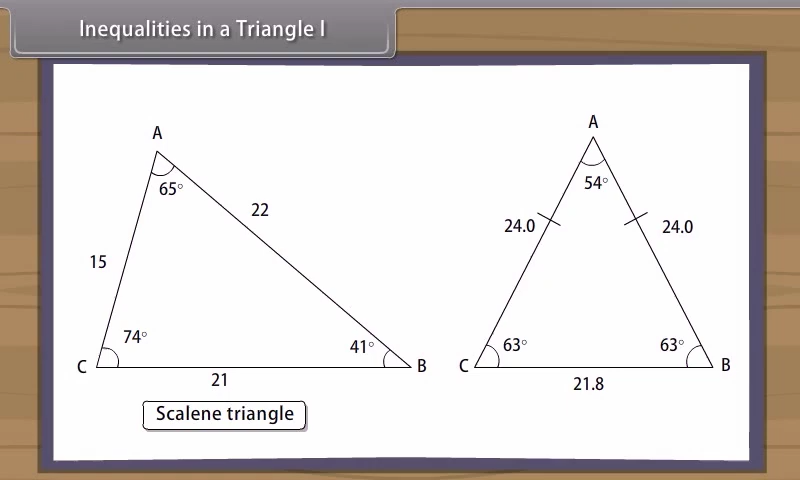 Inequalities in a Triangle I
A
65°
22
15
74°
41°
C
B
21
Scalene triangle
A
54°
24.0
24.0
63°
63°
C
B
21.8